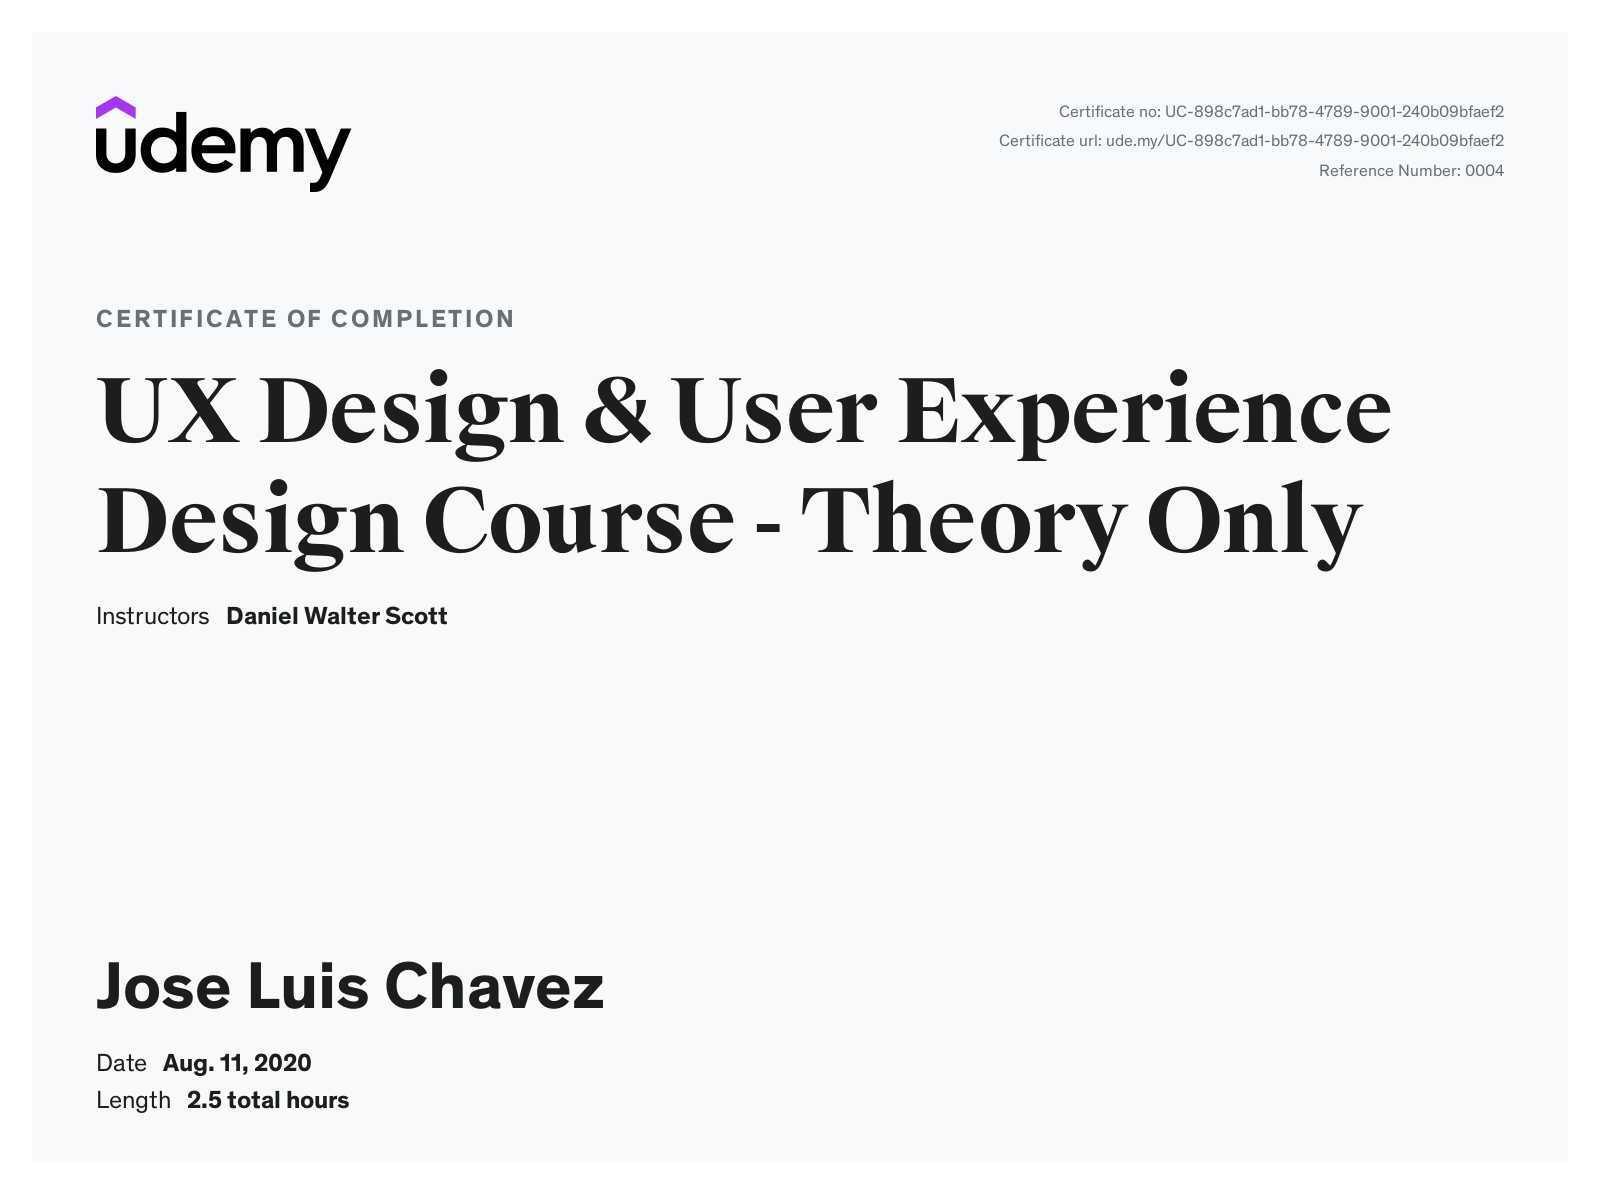 udemy
Certificate no: UC-898c7ad1-bb78-4789-9001-240b09bfaef2
Certificate url: ude.my/UC-898c7ad1-bb78-4789-9001-240b09bfaef2
Reference Number: 0004
CERTIFICATE OF COMPLETION
UX Design & User Experience
Design Course - Theory Only
Instructors Daniel Walter Scott
Jose Luis Chavez
Date Aug. 11, 2020
Length 2.5 total hours